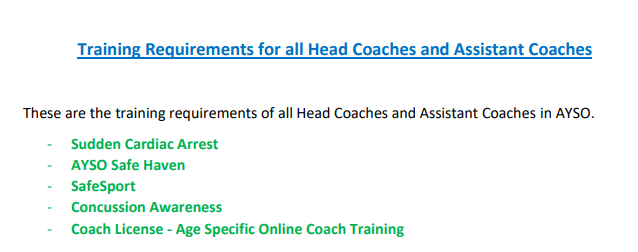 Training Requirements for all Head Coaches and Assistant Coaches
These are the training requirements of all Head Coaches and Assistant Coaches in AYSO.
- Sudden Cardiac Arrest
- AYSO Safe Haven
- SafeSport
- Concussion Awareness
- Coach License - Age Specific Online Coach Training